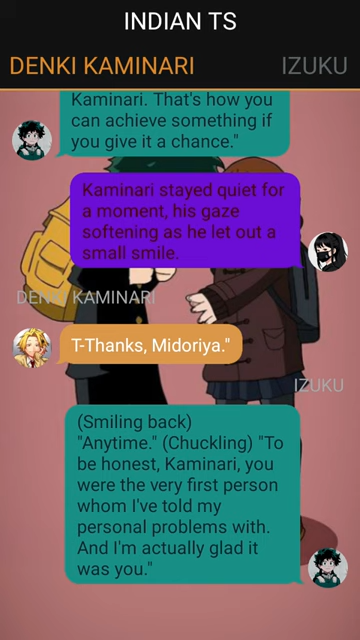 INDIAN TS
DENKI KAMINARI
IZUKU
Kaminari. That's how you
can achieve something if
you give it a chance."
Kaminari stayed quiet for
a moment, his gaze
softening as he let out a
small smile.
DENKI KAMINARI
T-Thanks, Midoriya."
IZUKU
(Smiling back)
"Anytime." (Chuckling) "To
be honest, Kaminari, you
were the very first person
whom I've told my
personal problems with.
And I'm actually glad it
was you."